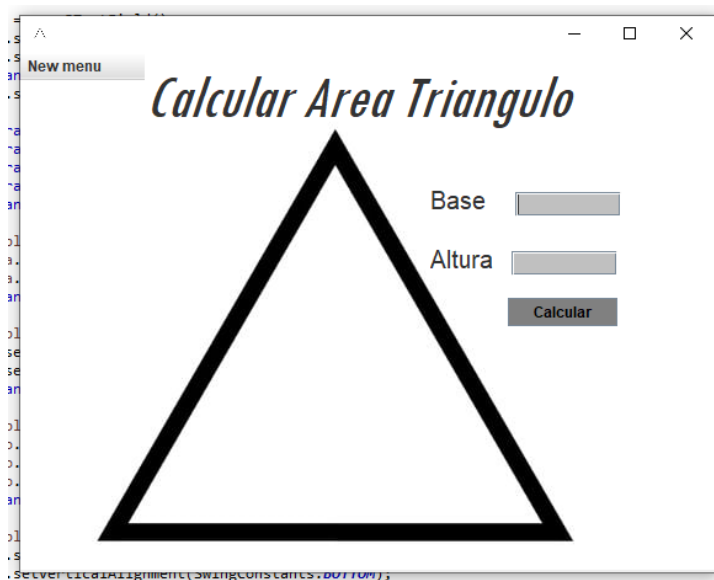 New menu
Calcular Area Triangulo
Base
Altura
Calcular
.setVerticalAlignment(SwingConstants.BOTTOM);